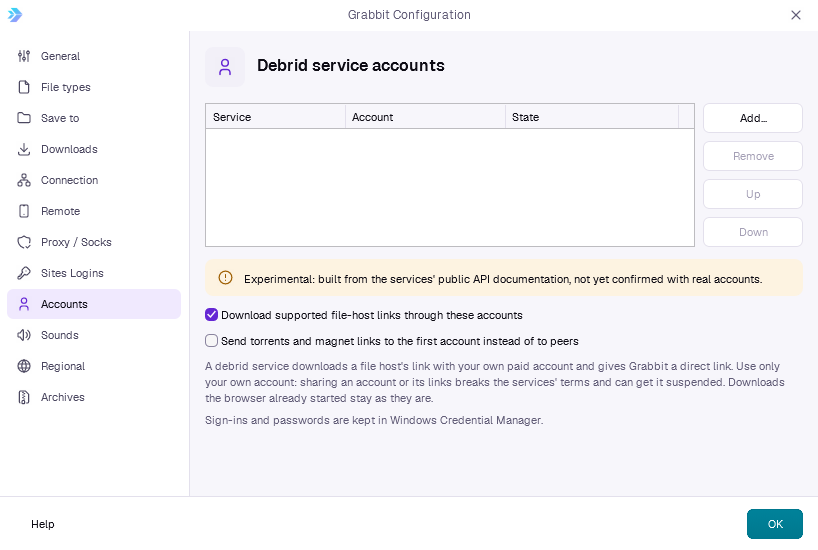 Grabbit Configuration
General
File types
Save to
Downloads
Connection
Remote
Proxy / Socks
Sites Logins
Accounts
Sounds
Regional
Archives
Debrid service accounts
Service Account State
Add...
Remove
Up
Down
Experimental: built from the services' public API documentation, not yet confirmed with real accounts.
Download supported file-host links through these accounts
Send torrents and magnet links to the first account instead of to peers
A debrid service downloads a file host's link with your own paid account and gives Grabbit a direct link. Use only
your own account: sharing an account or its links breaks the services' terms and can get it suspended. Downloads
the browser already started stay as they are.
Sign-ins and passwords are kept in Windows Credential Manager.
Help
OK